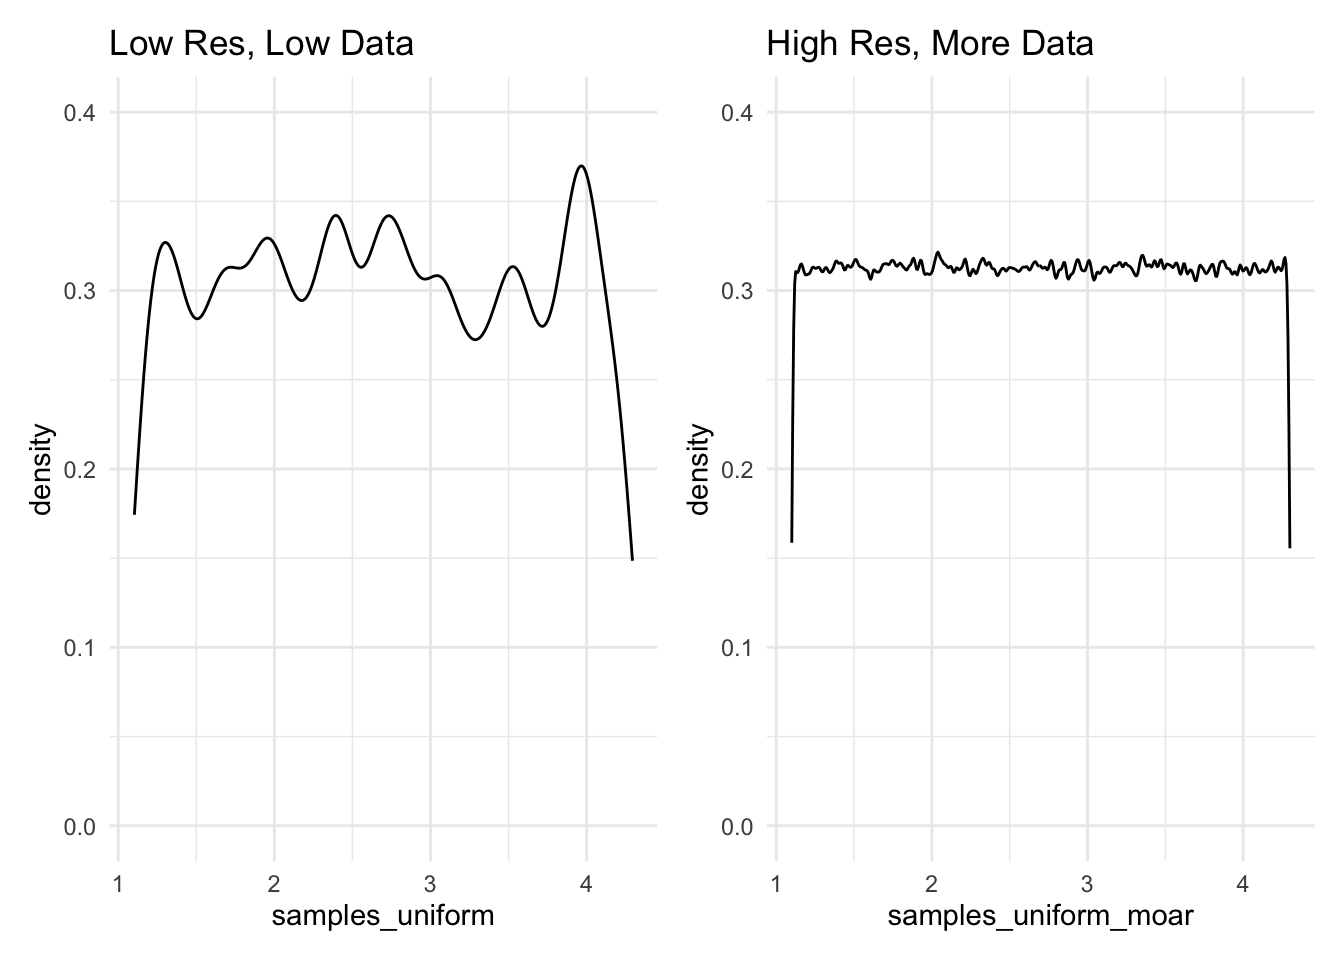 Low Res, Low Data
0.4
0.3
0.2
0.1
0.0
density
1 2 3 4
samples_uniform
High Res, More Data
0.4
0.3
0.2
0.1
0.0
density
1 2 3 4
samples_uniform_moar